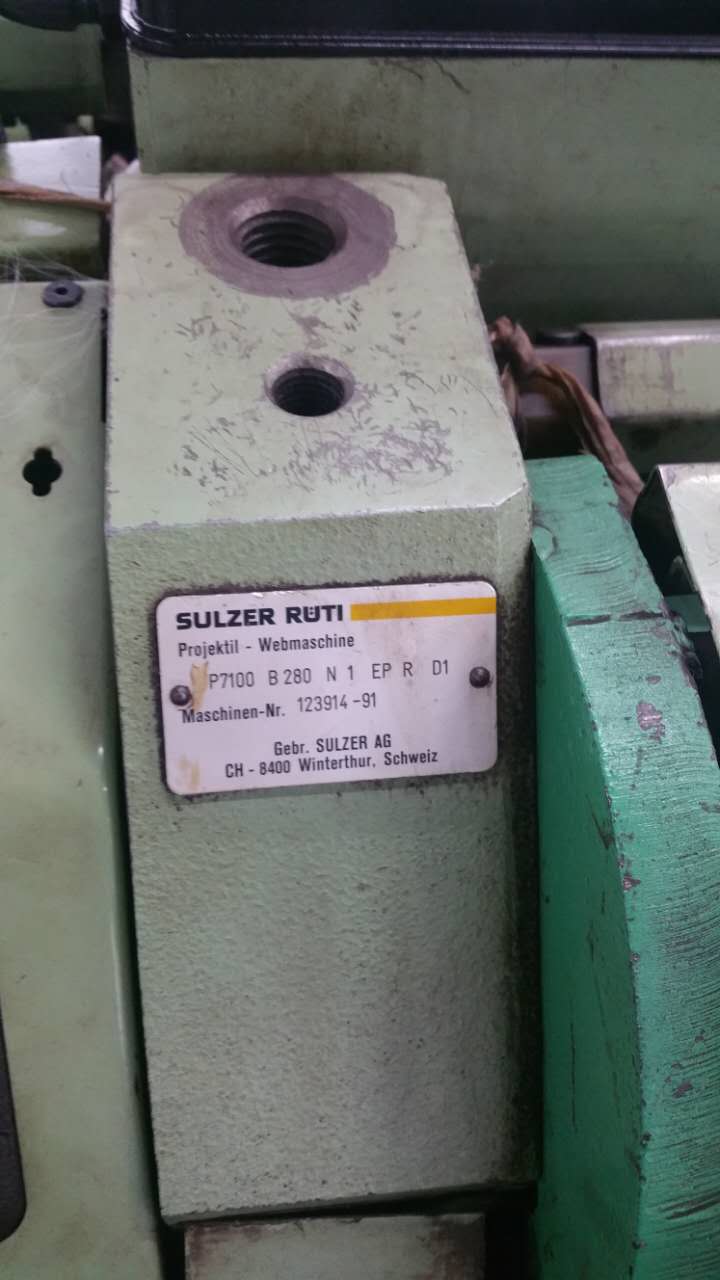 SULZER RÜTI
Projektil - Webmaschine
P7100 B 280 N 1 EP R D1
Maschinen-Nr. 123914-91
Gebr. SULZER AG
CH - 8400 Winterthur, Schweiz